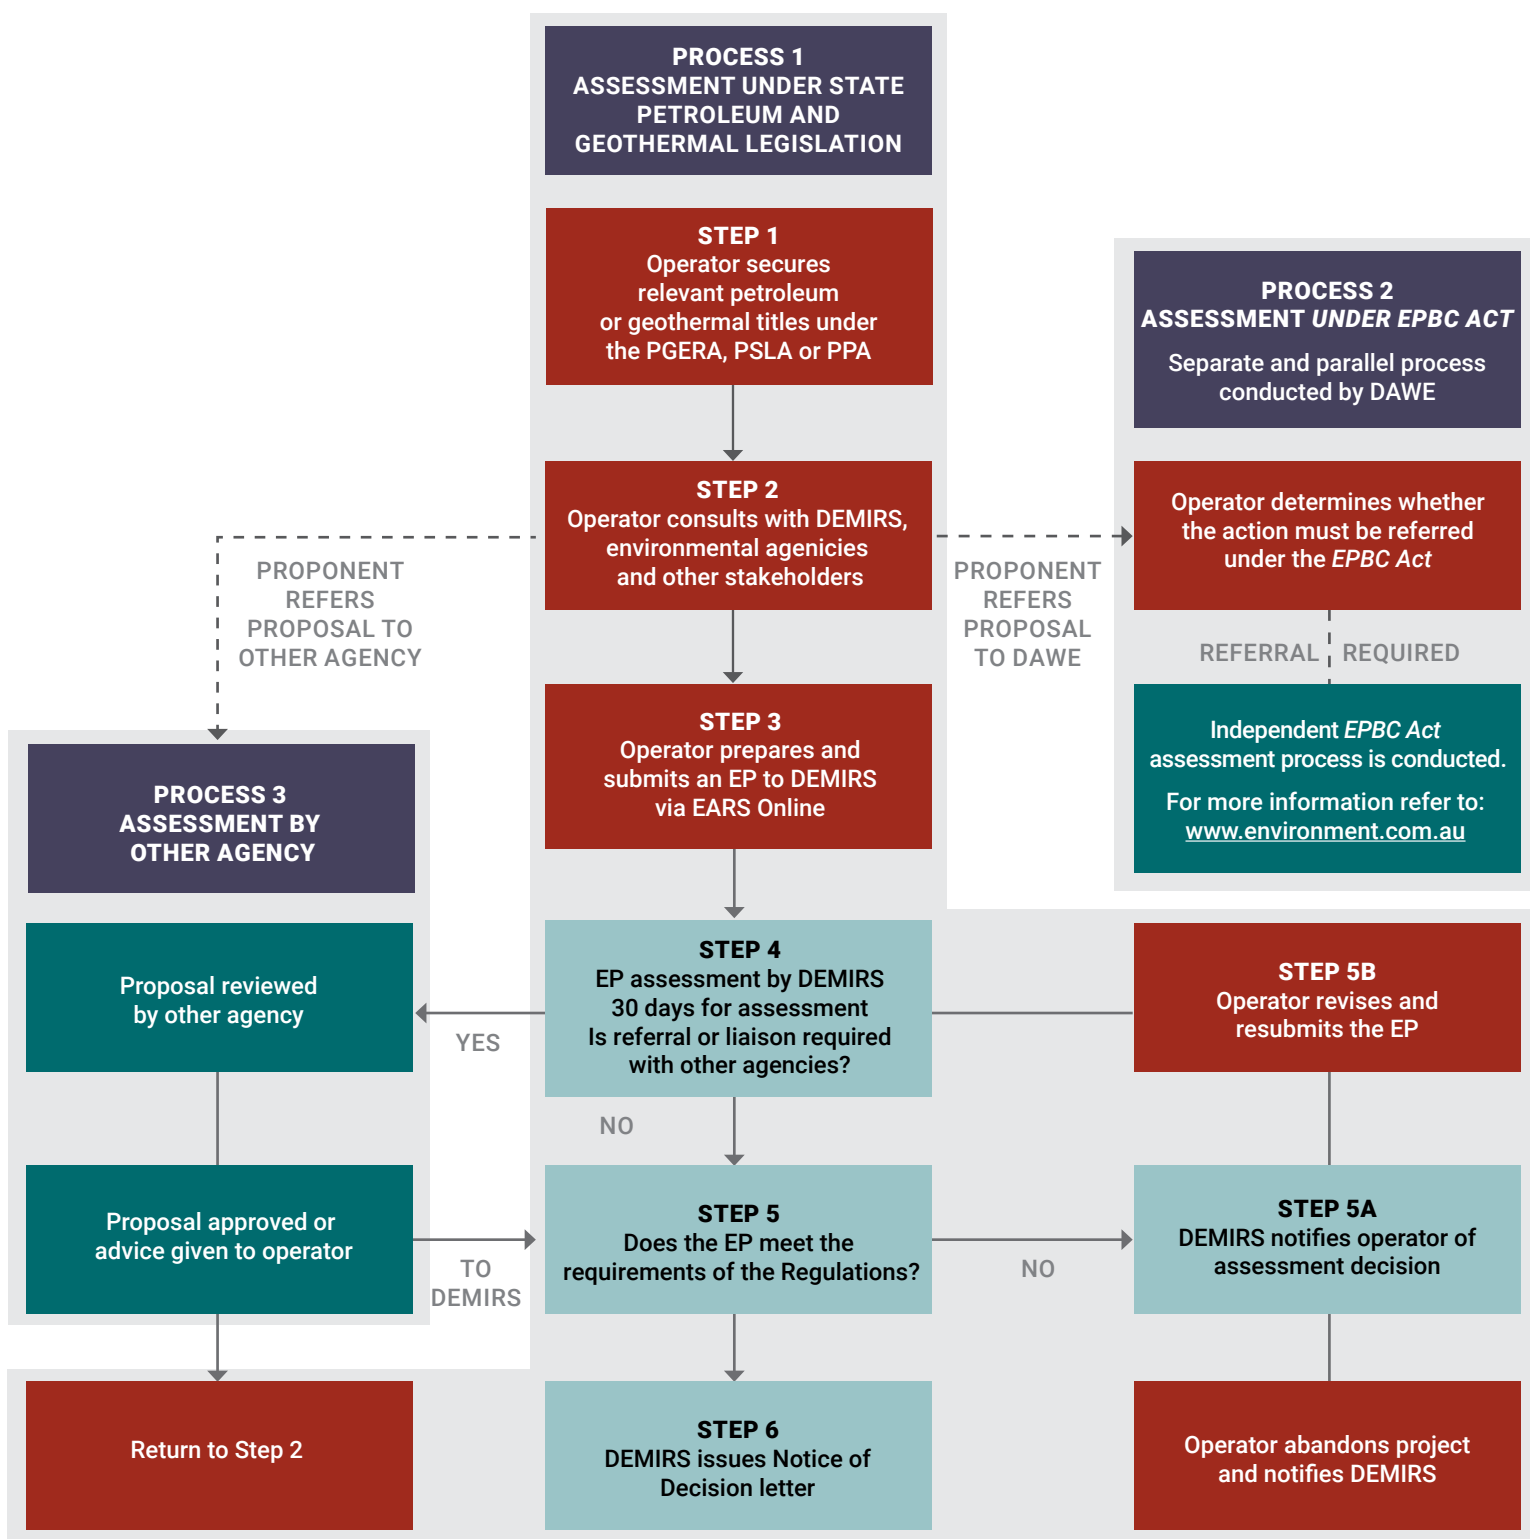 PROCESS 1
ASSESSMENT UNDER STATE
PETROLEUM AND
GEOTHERMAL LEGISLATION
STEP 1
Operator secures
relevant petroleum
or geothermal titles under
the PGERA, PSLA or PPA
PROCESS 2
ASSESSMENT UNDER EPBC ACT
Separate and parallel process
conducted by DAWE
STEP 2
Operator consults with DEMIRS,
environmental agenicies
and other stakeholders
Operator determines whether
the action must be referred
under the EPBC Act
PROPONENT
REFERS
PROPOSAL TO
OTHER AGENCY
PROPONENT
REFERS
PROPOSAL
TO DAWE
REFERRAL REQUIRED
STEP 3
Operator prepares and
submits an EP to DEMIRS
via EARS Online
Independent EPBC Act
assessment process is conducted.
For more information refer to:
www.environment.com.au
PROCESS 3
ASSESSMENT BY
OTHER AGENCY
Proposal reviewed
by other agency
YES
STEP 4
EP assessment by DEMIRS
30 days for assessment
Is referral or liaison required
with other agencies?
STEP 5B
Operator revises and
resubmits the EP
NO
Proposal approved or
advice given to operator
TO
DEMIRS
STEP 5
Does the EP meet the
requirements of the Regulations?
NO
STEP 5A
DEMIRS notifies operator of
assessment decision
Return to Step 2
STEP 6
DEMIRS issues Notice of
Decision letter
Operator abandons project
and notifies DEMIRS